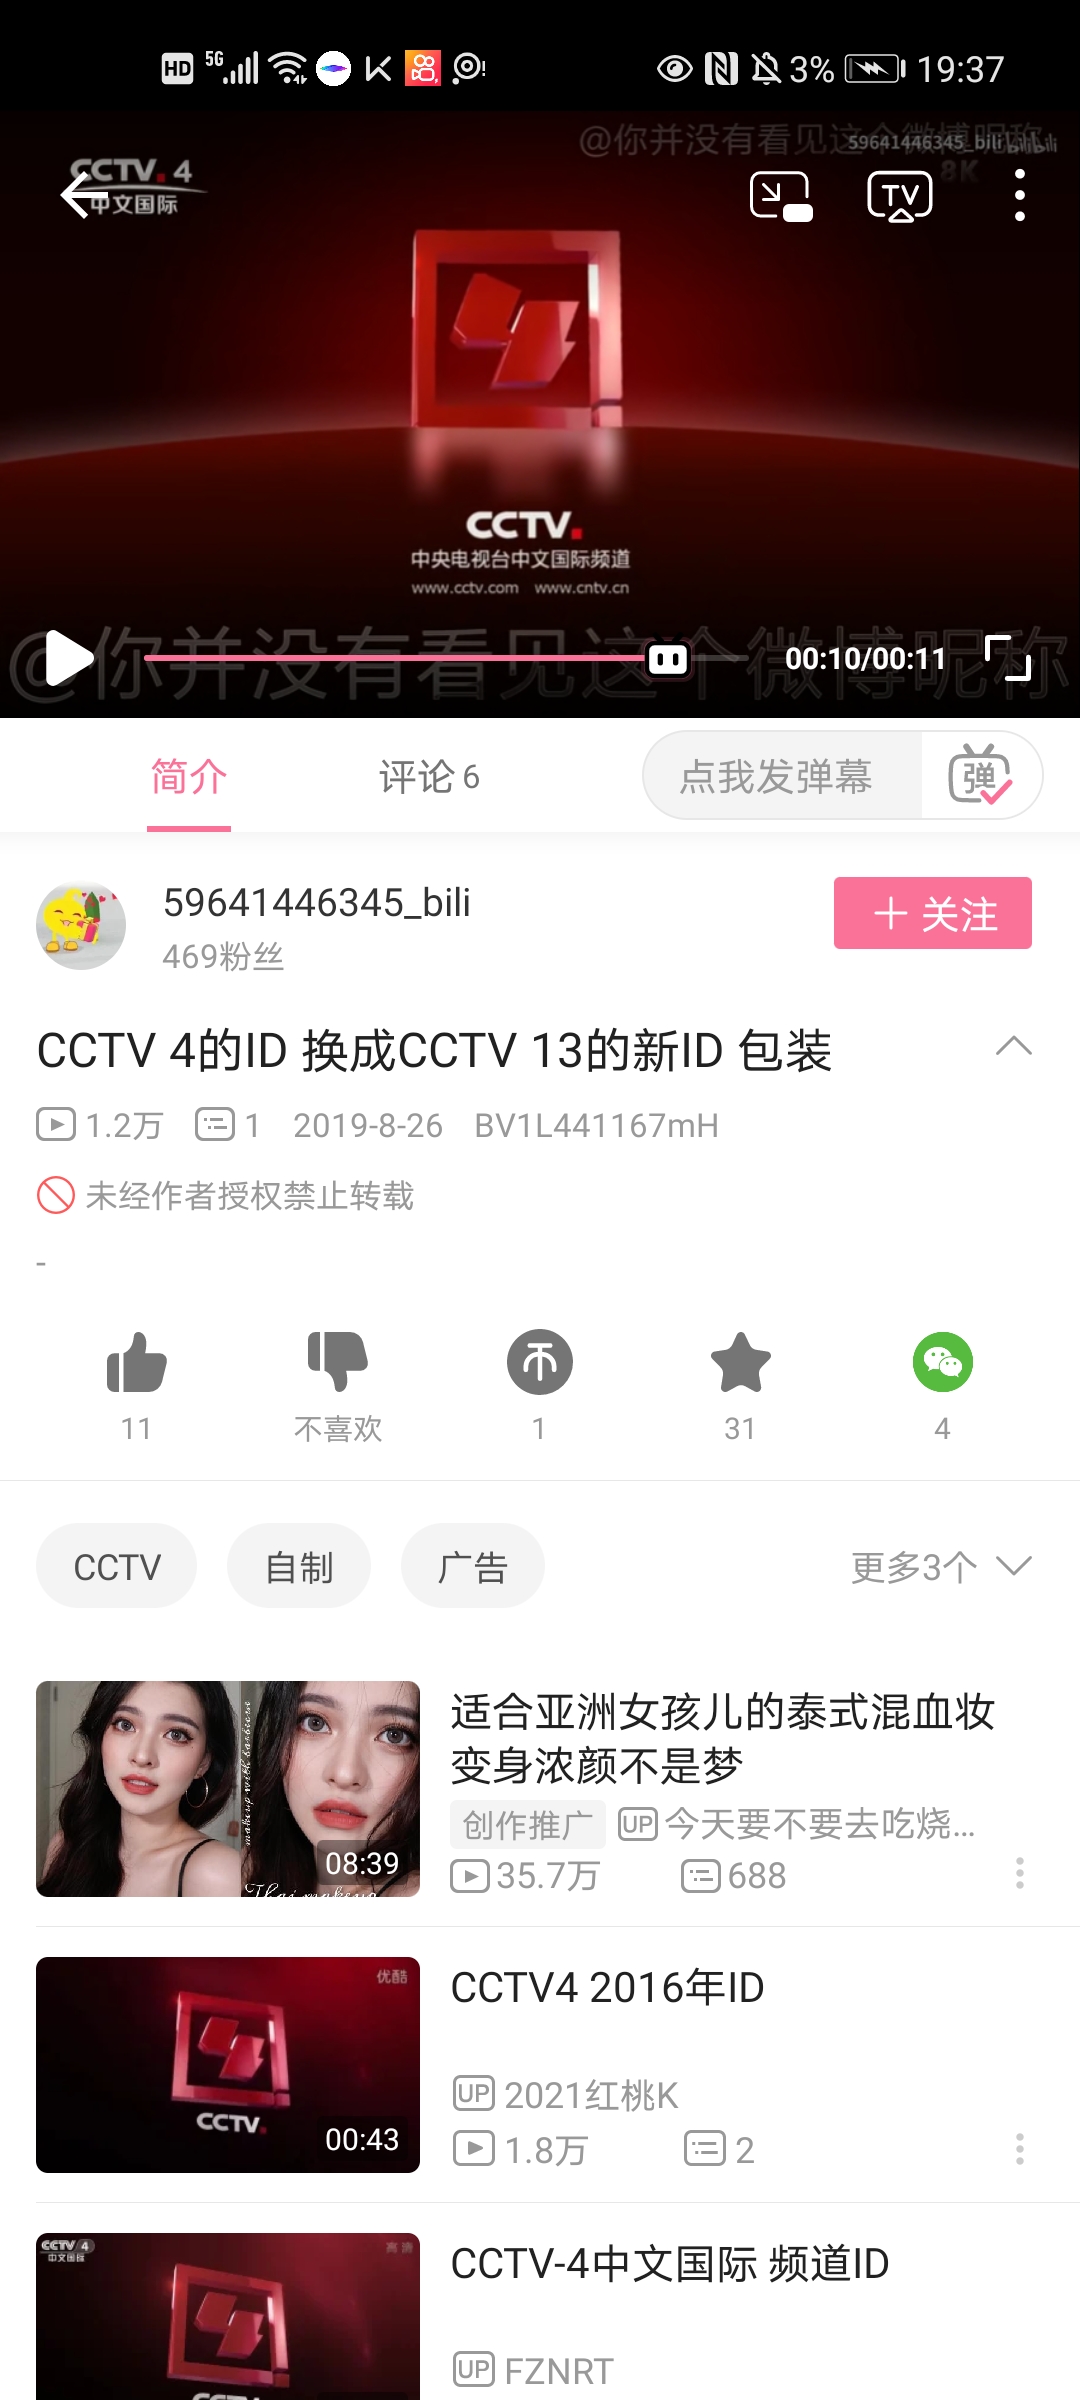 HD 5G 3% 19:37
@你并没有看见这个微博昵称
59641446345_bili bilibili
8K
CCTV.4
中文国际
TV
CCTV.
中央电视台中文国际频道
www.cctv.com www.cntv.cn
@你并没有看见这个微博昵称
00:10/00:11
简介 评论 6 点我发弹幕 弹
59641446345_bili
469粉丝
+ 关注
CCTV 4的ID 换成CCTV 13的新ID 包装
1.2万 1 2019-8-26 BV1L441167mH
未经作者授权禁止转载
-
11 不喜欢 1 31 4
CCTV 自制 广告 更多3个
makeup with barbieern
Thai makeup
08:39
适合亚洲女孩儿的泰式混血妆
变身浓颜不是梦
创作推广 UP 今天要不要去吃烧...
35.7万 688
优酷
CCTV.
00:43
CCTV4 2016年ID
UP 2021红桃K
1.8万 2
CCTV 4
中文国际
高清
CCTV
CCTV-4中文国际 频道ID
UP FZNRT